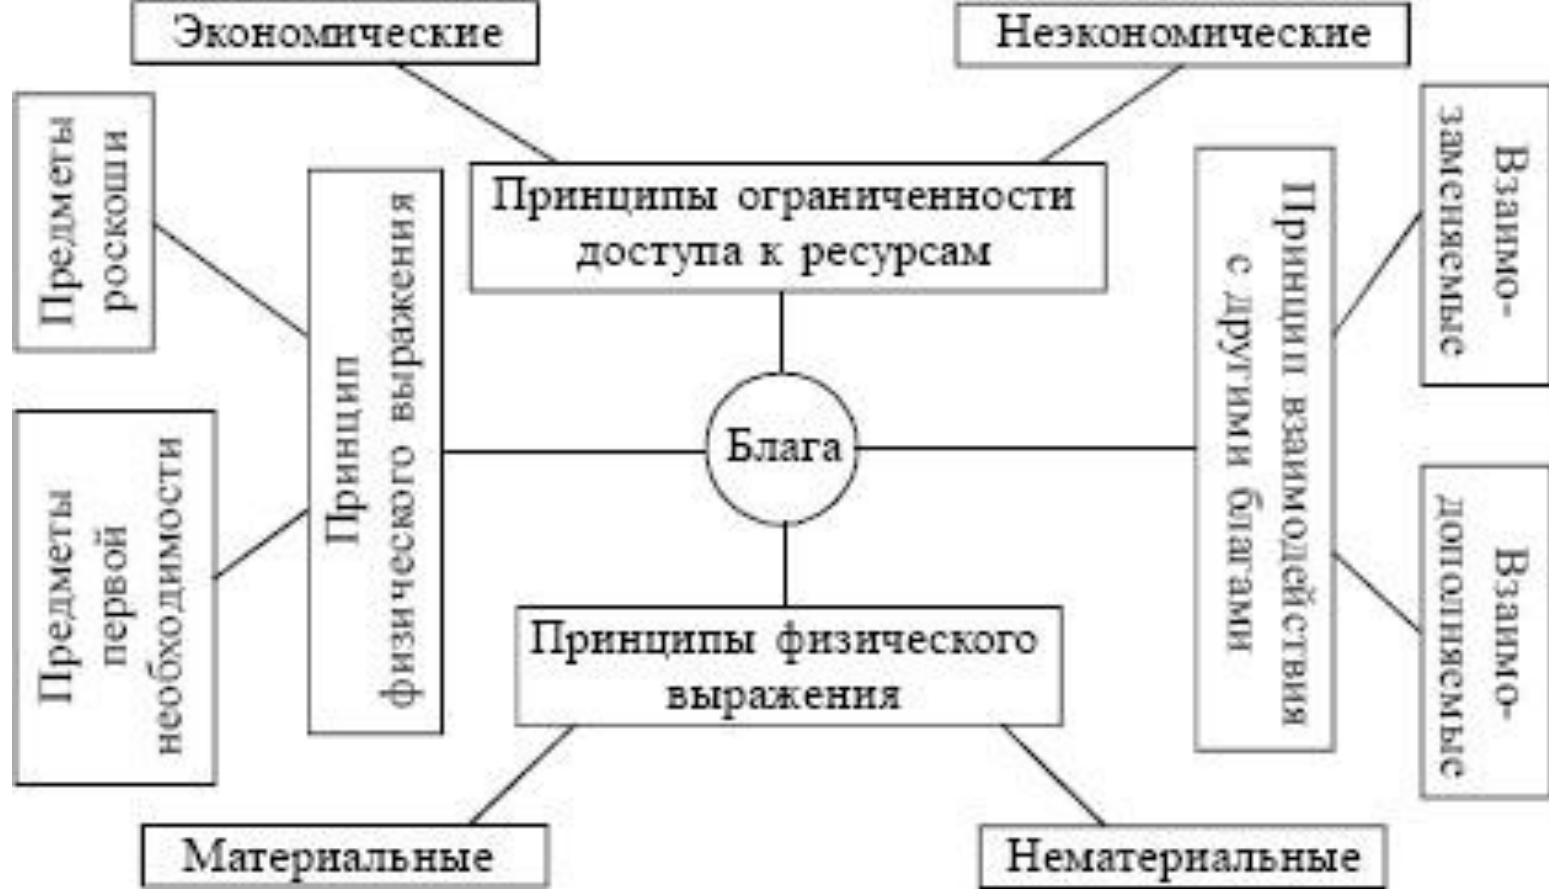 Экономические
Неэкономические
Предметы
роскоши
Принципы ограниченности
доступа к ресурсам
Взаимо-
заменяемые
Принцип
физического выражения
Блага
Принцип взаимодействия
с другими благами
Предметы
первой
необходимости
Взаимо-
дополняемые
Принципы физического
выражения
Материальные
Нематериальные